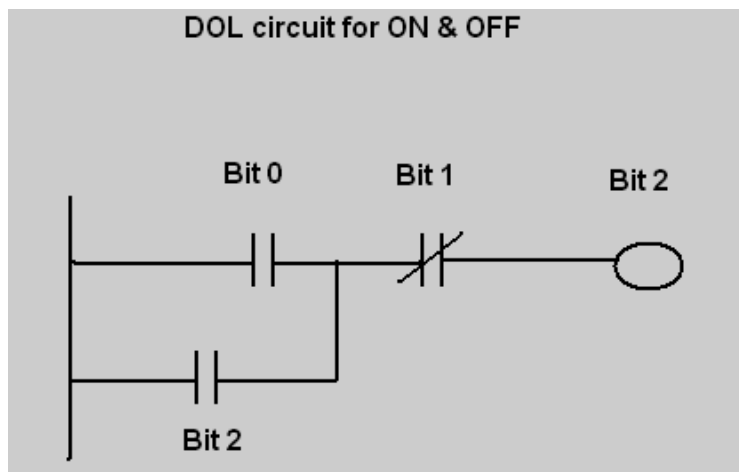 DOL circuit for ON & OFF
Bit 0
Bit 1
Bit 2
Bit 2